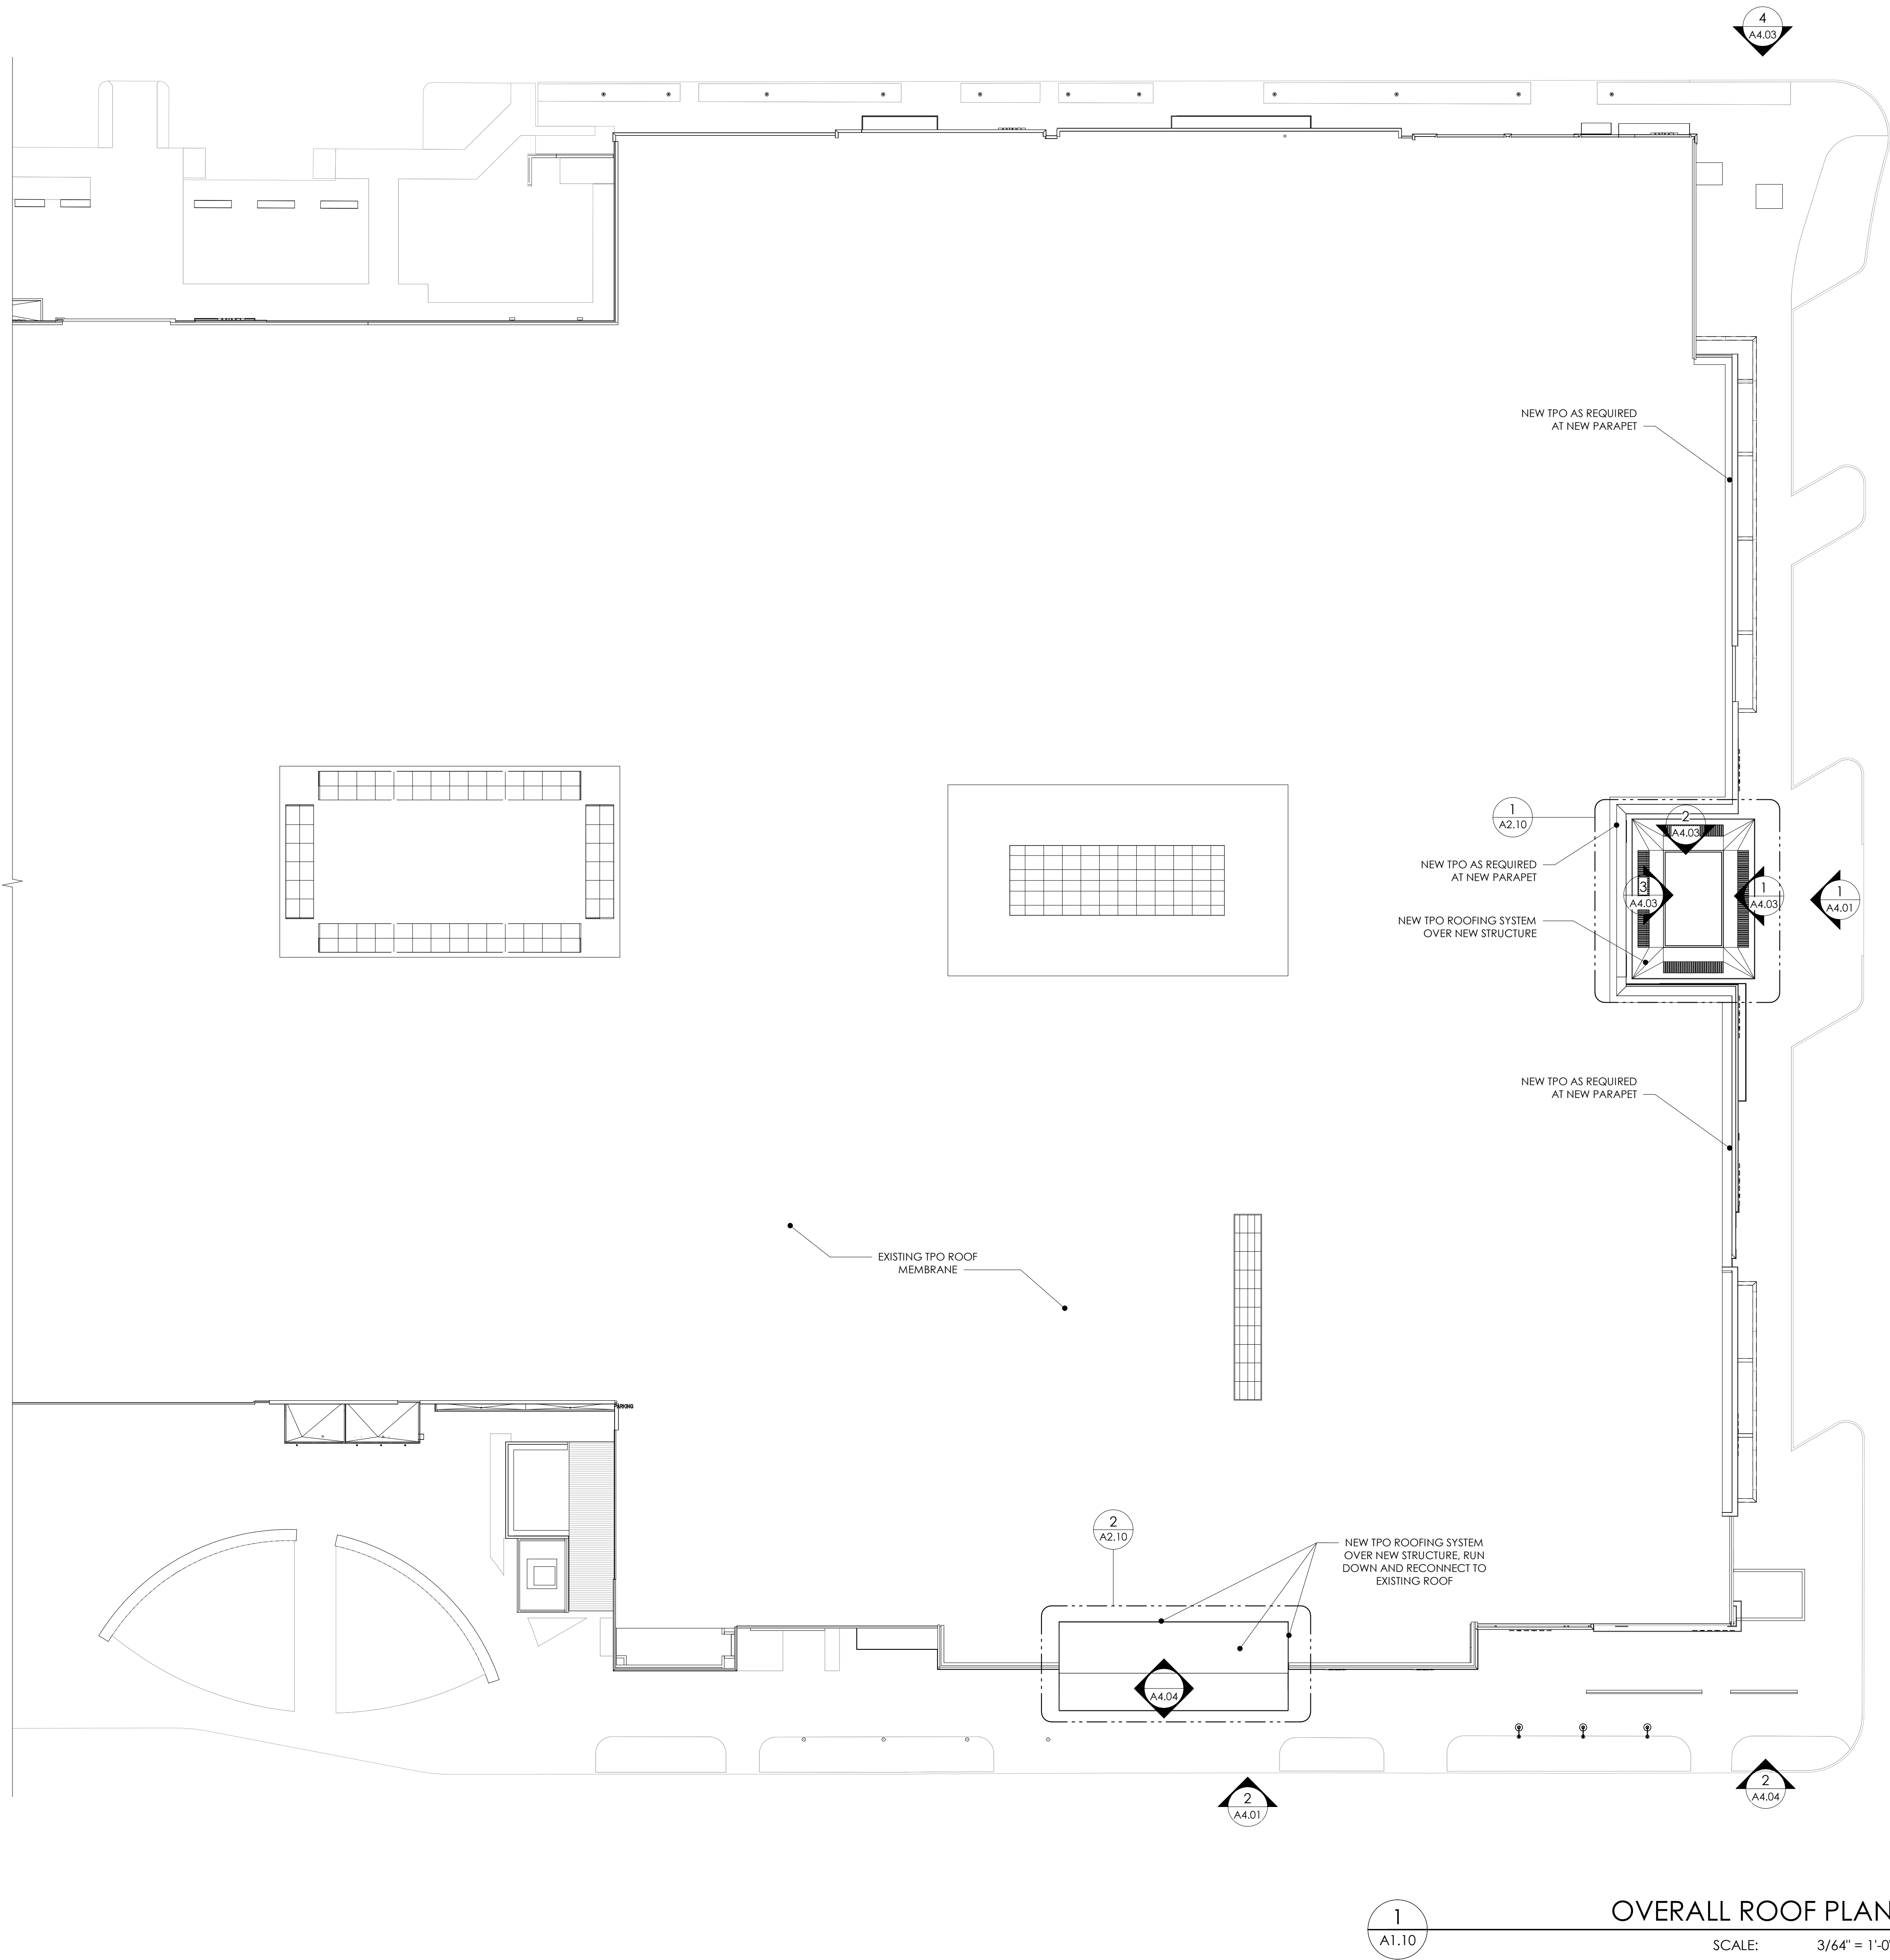 4
A4.03
NEW TPO AS REQUIRED
AT NEW PARAPET
1
A2.10
2
A4.03
NEW TPO AS REQUIRED
AT NEW PARAPET
3
A4.03
1
A4.03
1
A4.01
NEW TPO ROOFING SYSTEM
OVER NEW STRUCTURE
NEW TPO AS REQUIRED
AT NEW PARAPET
EXISTING TPO ROOF
MEMBRANE
PARKING
2
A2.10
NEW TPO ROOFING SYSTEM
OVER NEW STRUCTURE, RUN
DOWN AND RECONNECT TO
EXISTING ROOF
A4.04
2
A4.04
2
A4.01
1
A1.10
OVERALL ROOF PLAN
SCALE: 3/64" = 1'-0"